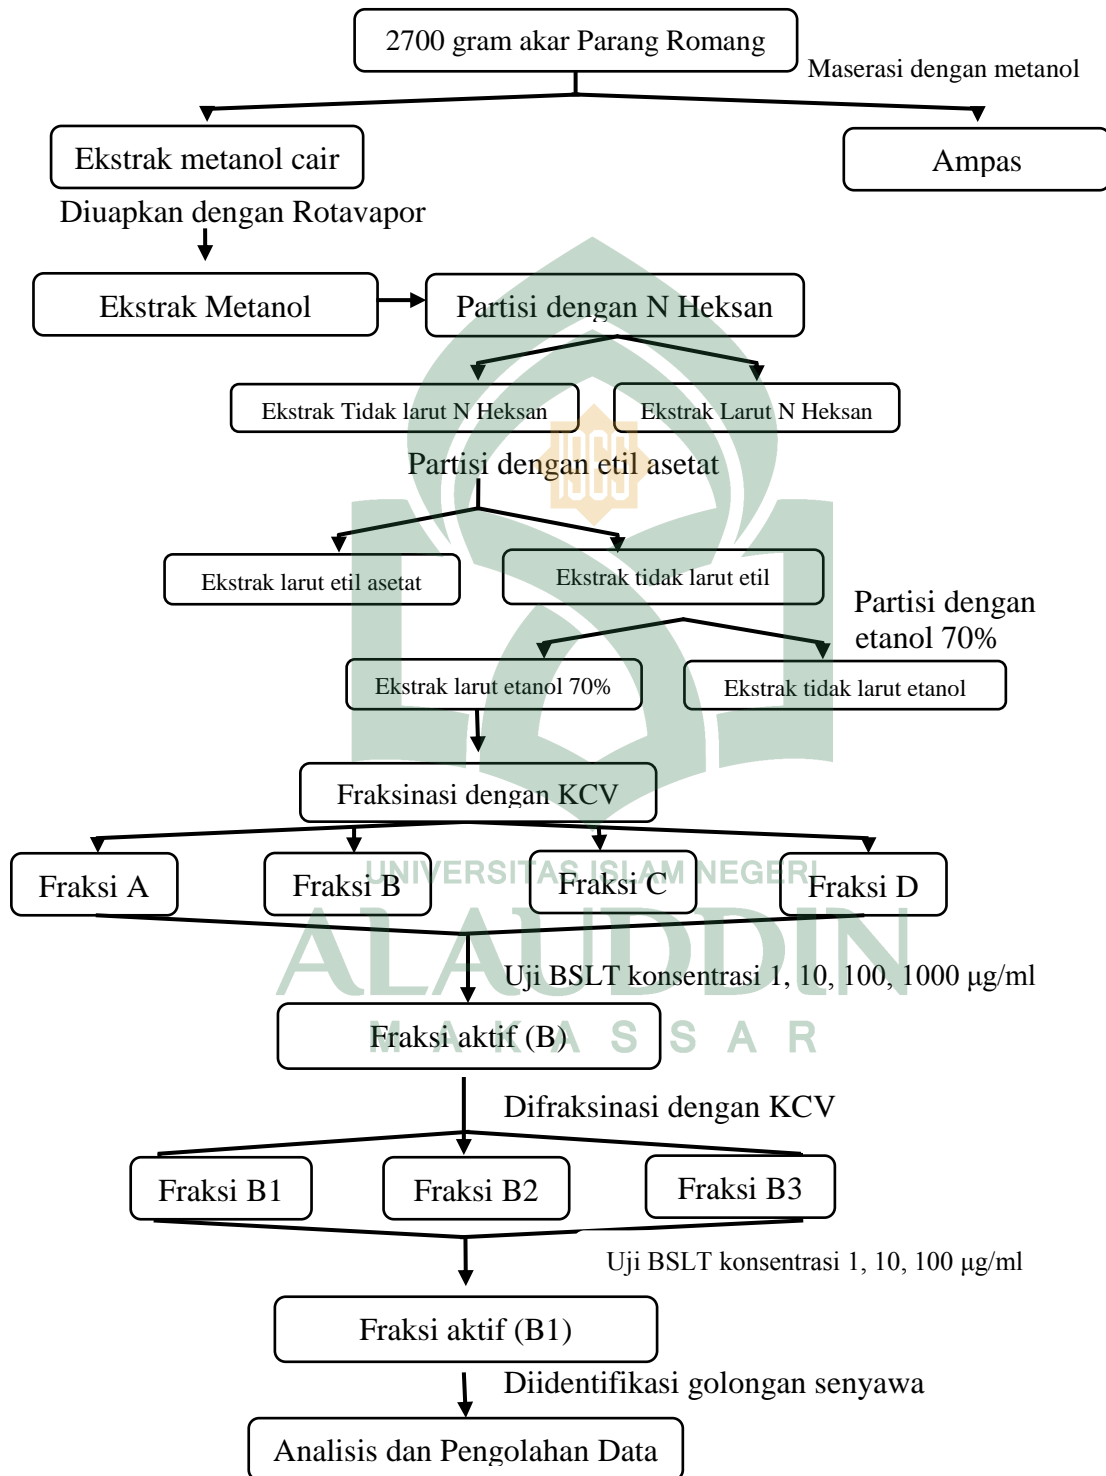 2700 gram akar Parang Romang
Maserasi dengan metanol
Ekstrak metanol cair
Ampas
Diuapkan dengan Rotavapor
Ekstrak Metanol
Partisi dengan N Heksan
Ekstrak Tidak larut N Heksan
Ekstrak Larut N Heksan
Partisi dengan etil asetat
Ekstrak larut etil asetat
Ekstrak tidak larut etil
Partisi dengan
etanol 70%
Ekstrak larut etanol 70%
Ekstrak tidak larut etanol
Fraksinasi dengan KCV
Fraksi A
Fraksi B
Fraksi C
Fraksi D
UNIVERSITAS ISLAM NEGERI
ALAUDDIN
Uji BSLT konsentrasi 1, 10, 100, 1000 µg/ml
Fraksi aktif (B)
MAKASSAR
Difraksinasi dengan KCV
Fraksi B1
Fraksi B2
Fraksi B3
Uji BSLT konsentrasi 1, 10, 100 µg/ml
Fraksi aktif (B1)
Diidentifikasi golongan senyawa
Analisis dan Pengolahan Data